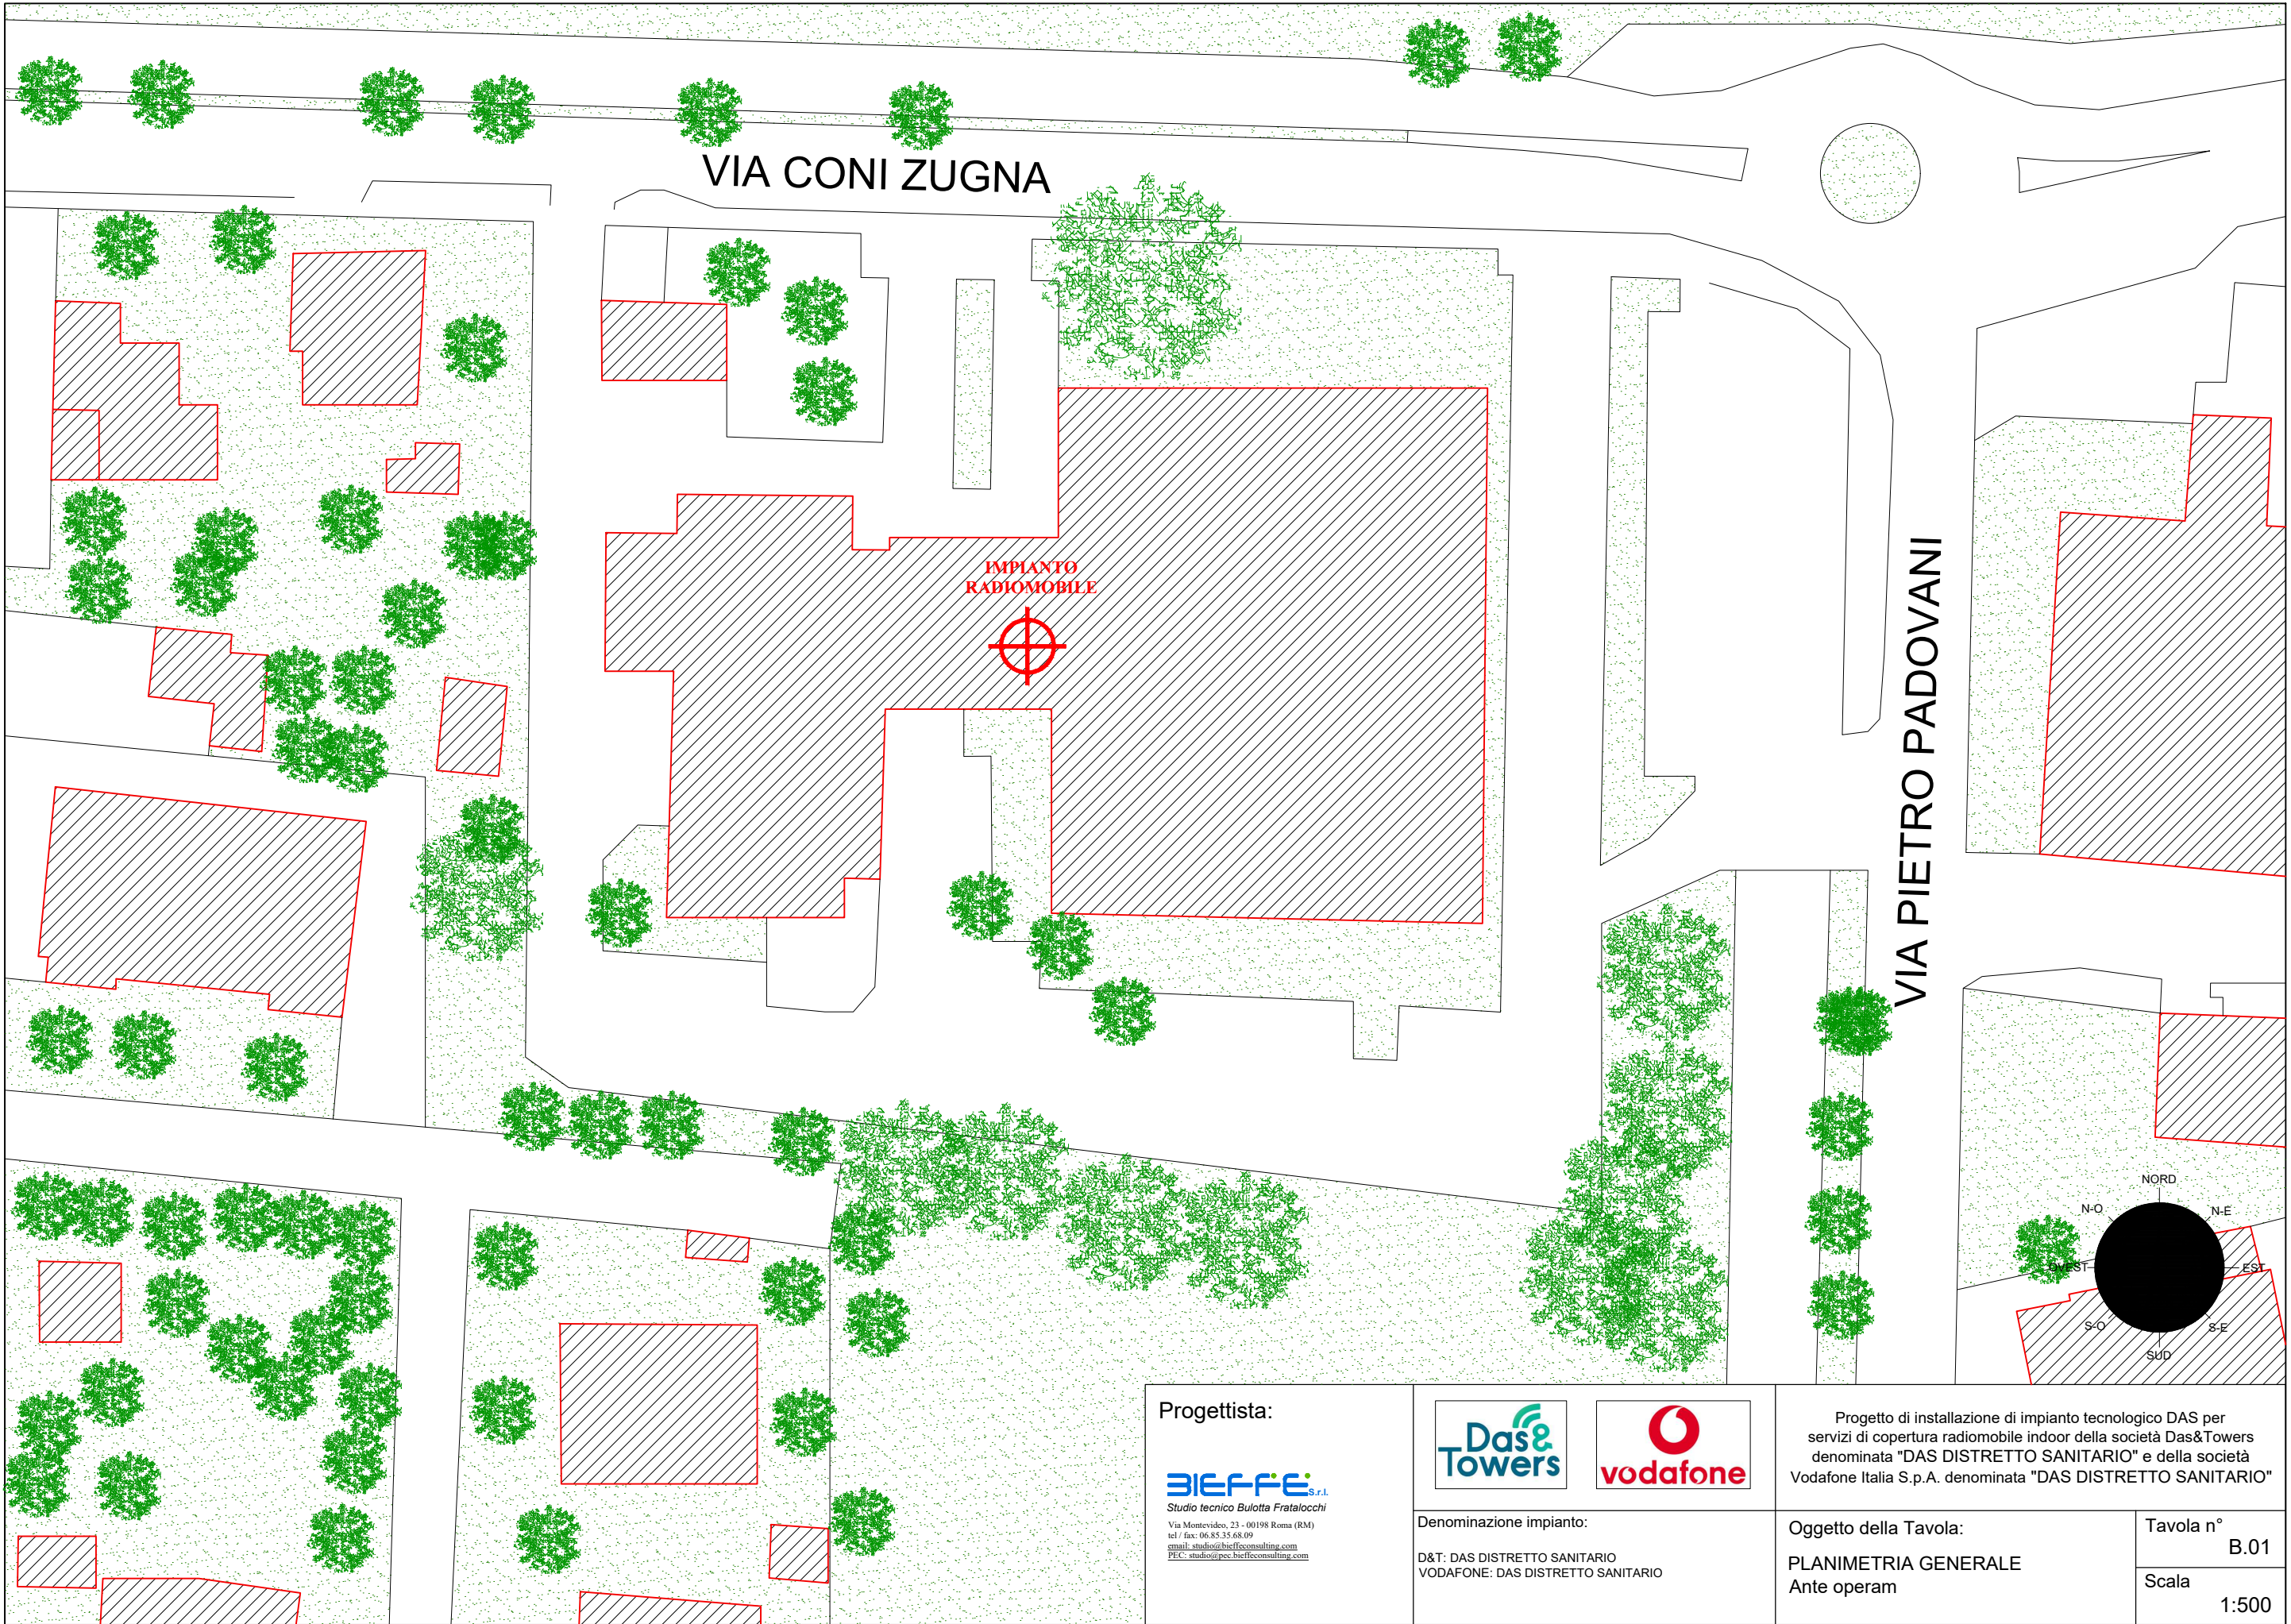 VIA CONI ZUGNA
IMPIANTO
RADIOMOBILE
VIA PIETRO PADOVANI
NORD
N-O
N-E
OVEST
EST
S-O
S-E
SUD
Progettista:
BIEFFE S.r.l.
Studio tecnico Bulotta Fratalocchi
Via Montevideo, 23 - 00198 Roma (RM)
tel / fax: 06.85.35.68.09
email: studio@bieffeconsulting.com
PEC: studio@pec.bieffeconsulting.com
Das&
Towers
vodafone
Denominazione impianto:
D&T: DAS DISTRETTO SANITARIO
VODAFONE: DAS DISTRETTO SANITARIO
Progetto di installazione di impianto tecnologico DAS per
servizi di copertura radiomobile indoor della società Das&Towers
denominata "DAS DISTRETTO SANITARIO" e della società
Vodafone Italia S.p.A. denominata "DAS DISTRETTO SANITARIO"
Oggetto della Tavola:
PLANIMETRIA GENERALE
Ante operam
Tavola n°
B.01
Scala
1:500